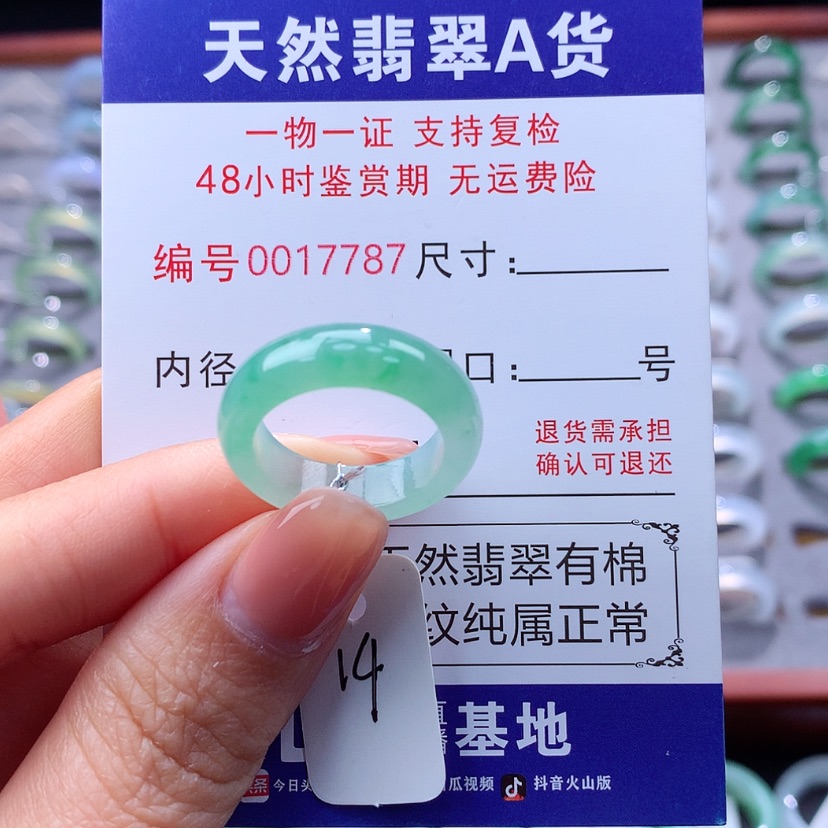 天然翡翠A货
一物一证 支持复检
48小时鉴赏期 无运费险
编号0017787尺寸:
内径 口: 号
退货需承担
确认可退还
然翡翠有棉
纹纯属正常
14
基地
今日头 瓜视频 抖音火山版